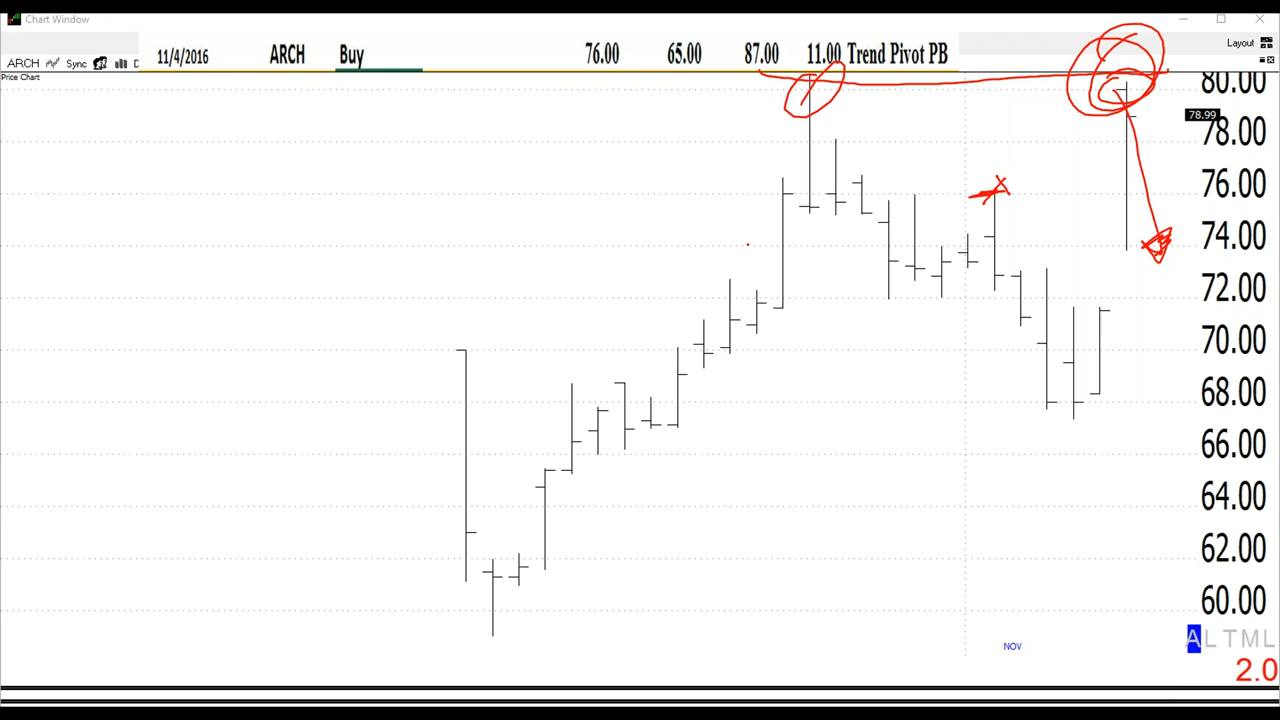 Chart Window
11/4/2016 ARCH Buy 76.00 65.00 87.00 11.00 Trend Pivot PB
Layout
ARCH Sync D
Price Chart
80.00
78.99
78.00
76.00
74.00
72.00
70.00
68.00
66.00
64.00
62.00
60.00
NOV
ALTML
2.0